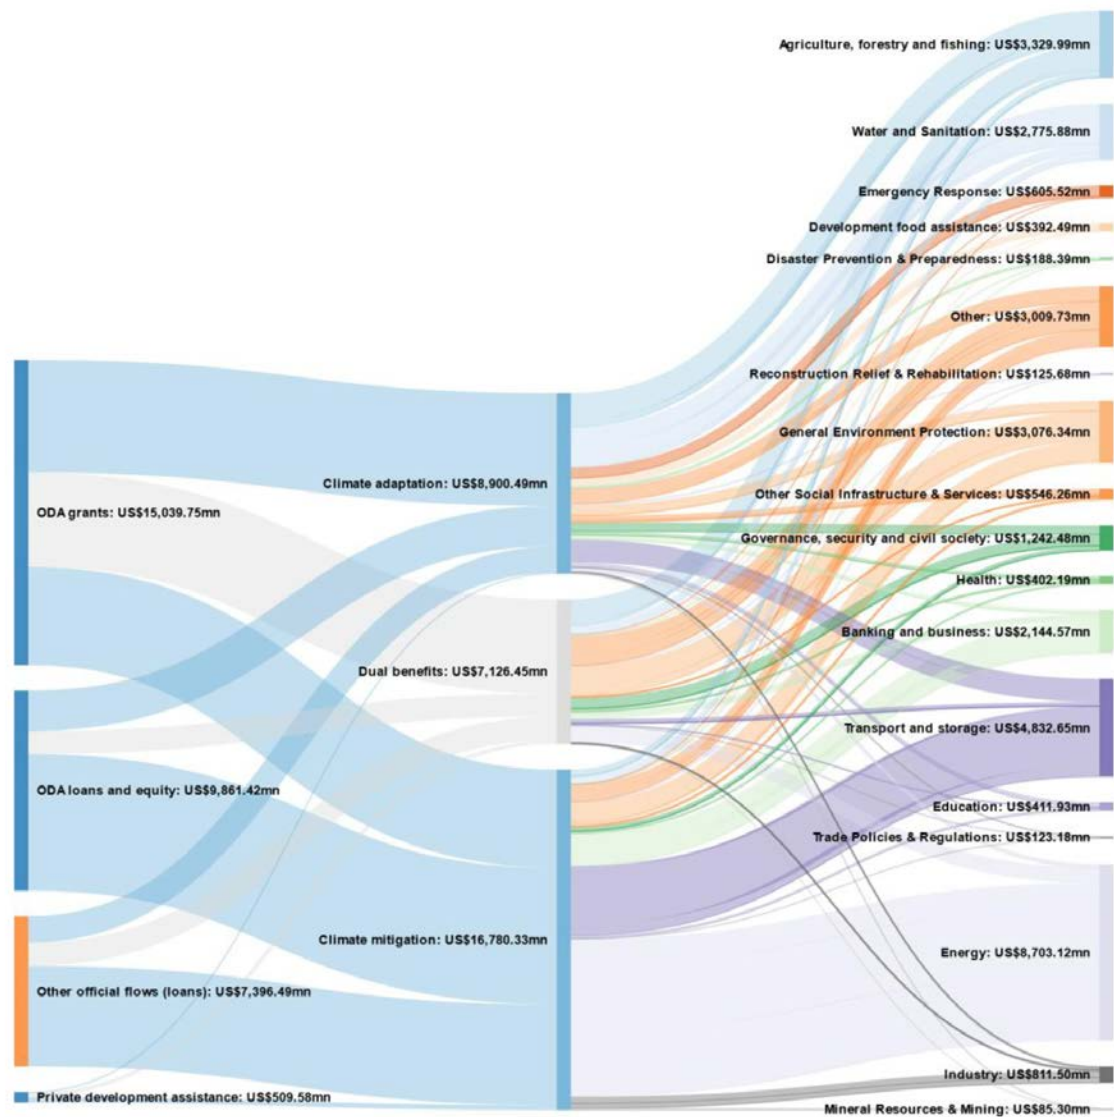 Agriculture, forestry and fishing: US$3,329.99mn
Water and Sanitation: US$2,775.88mn
Emergency Response: US$605.52mn
Development food assistance: US$392.49mn
Disaster Prevention & Preparedness: US$188.39mn
Other: US$3,009.73mn
Reconstruction Relief & Rehabilitation: US$125.68mn
General Environment Protection: US$3,076.34mn
Climate adaptation: US$8,900.49mn
Other Social Infrastructure & Services: US$546.26mn
ODA grants: US$15,039.75mn
Governance, security and civil society: US$1,242.48mn
Health: US$402.19mn
Banking and business: US$2,144.57mn
Dual benefits: US$7,126.45mn
Transport and storage: US$4,832.65mn
ODA loans and equity: US$9,861.42mn
Education: US$411.93mn
Trade Policies & Regulations: US$123.18mn
Climate mitigation: US$16,780.33mn
Energy: US$8,703.12mn
Other official flows (loans): US$7,396.49mn
Industry: US$811.50mn
Private development assistance: US$509.58mn
Mineral Resources & Mining: US$85.30mn